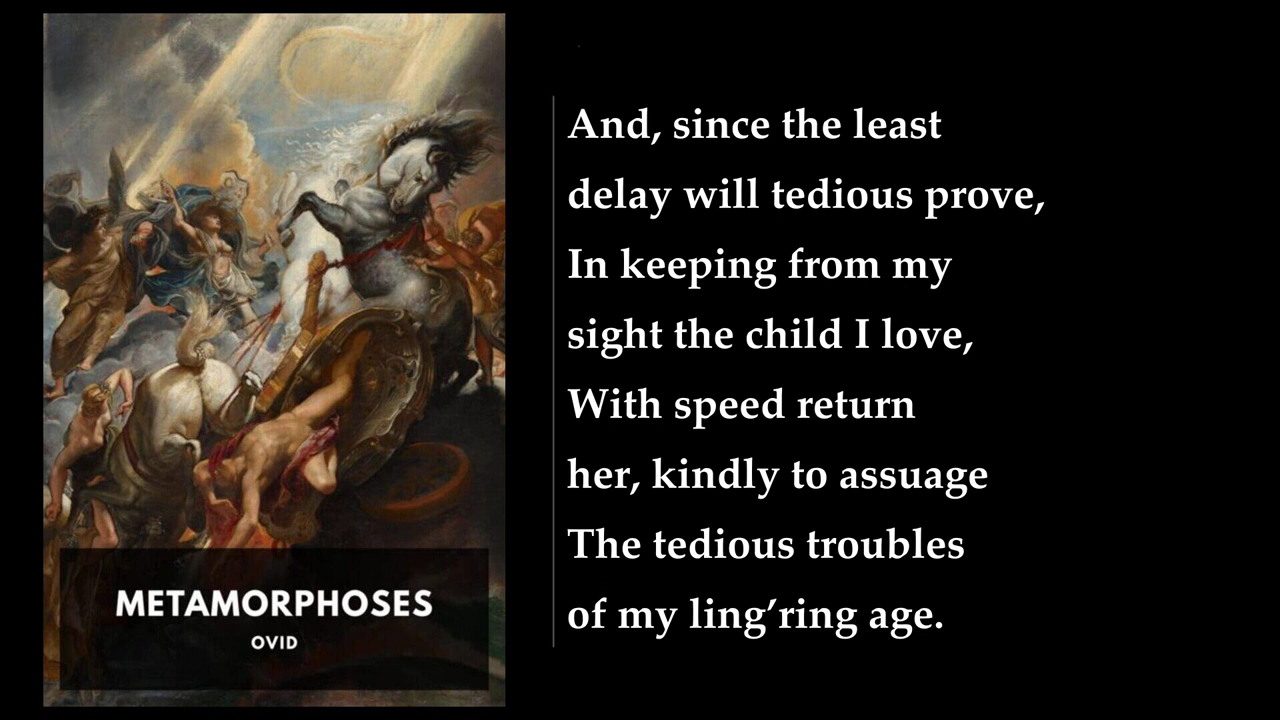 METAMORPHOSES
OVID
And, since the least
delay will tedious prove,
In keeping from my
sight the child I love,
With speed return
her, kindly to assuage
The tedious troubles
of my ling’ring age.